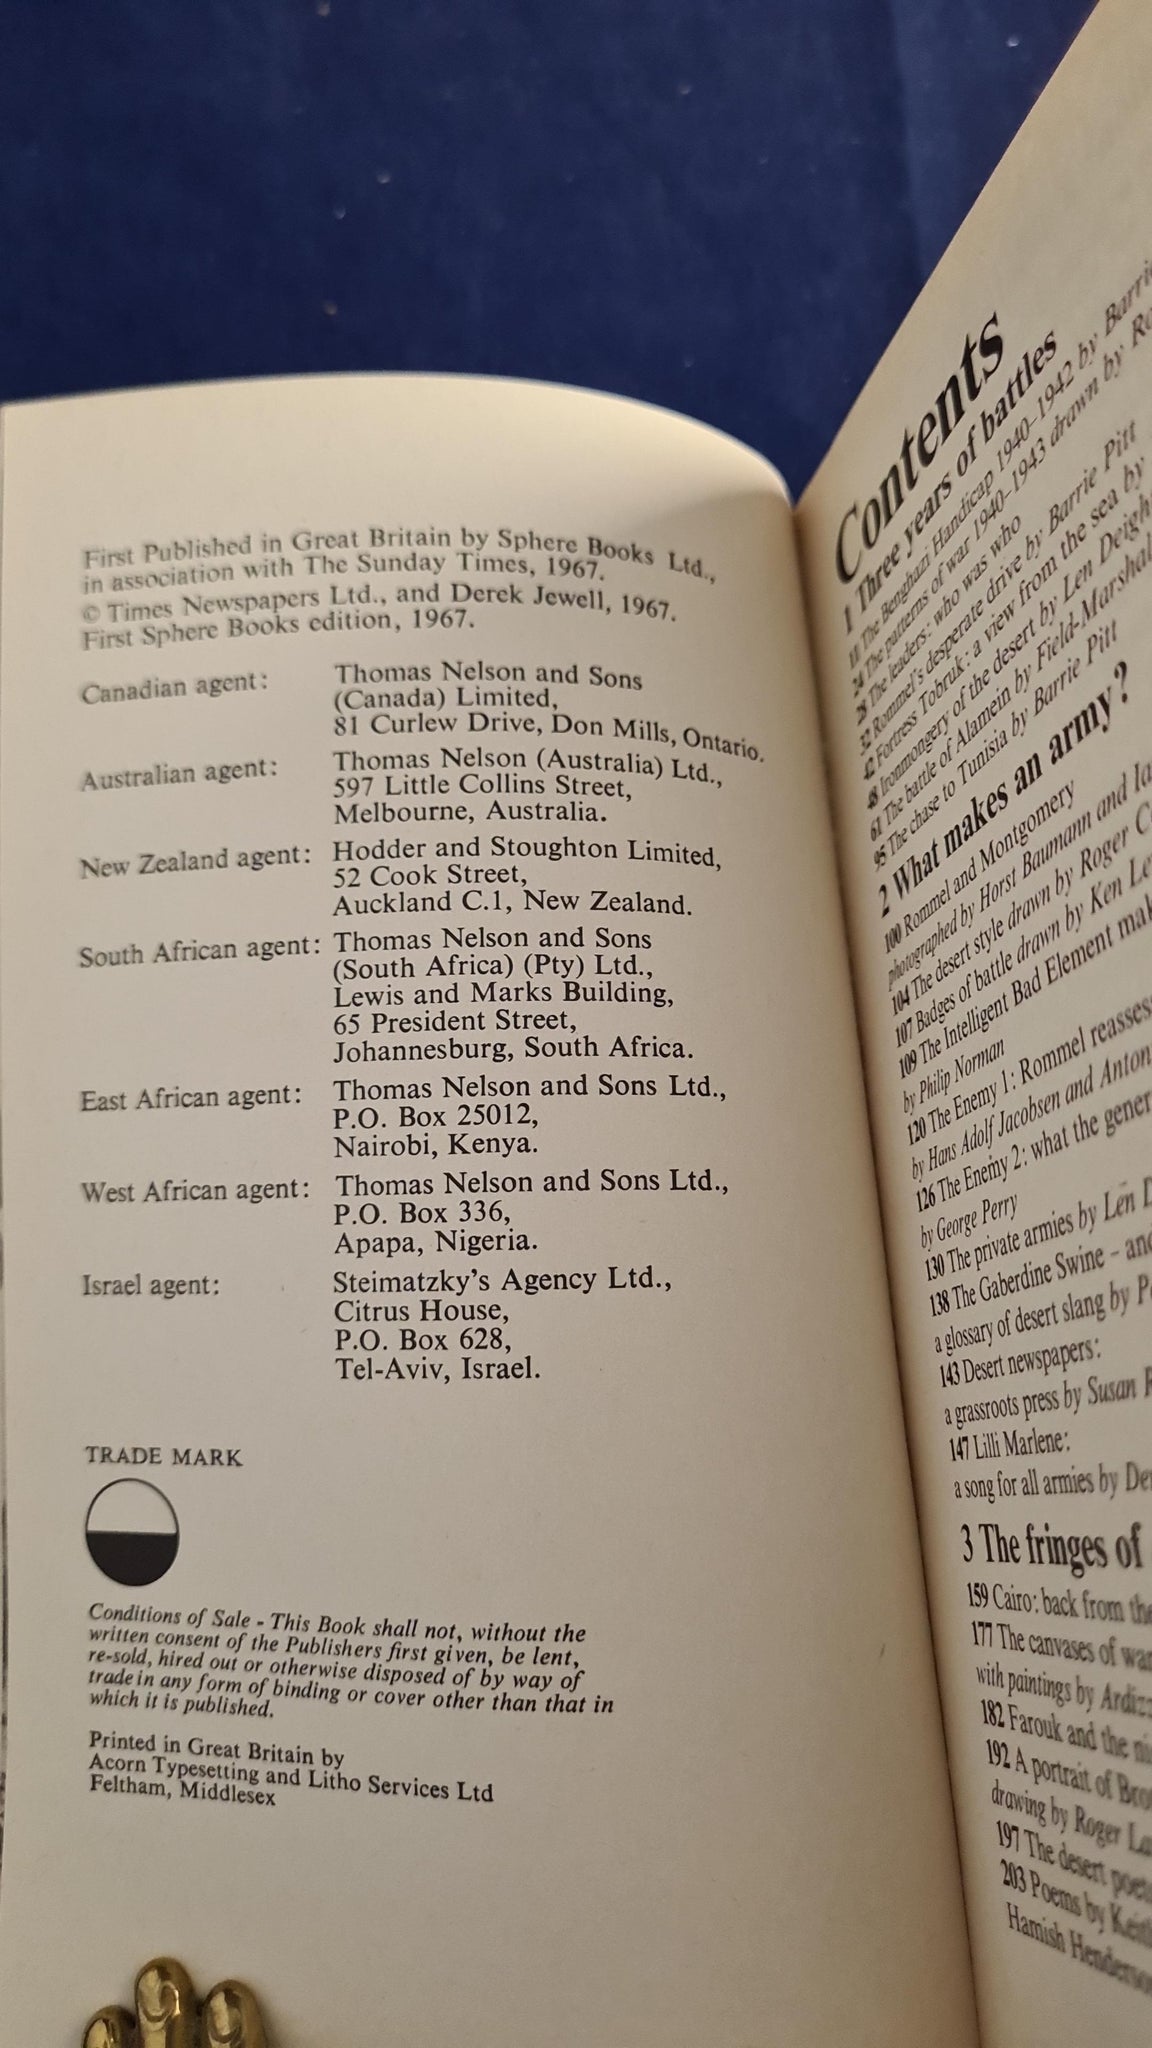 First Published in Great Britain by Sphere Books Ltd.,
in association with The Sunday Times, 1967.
© Times Newspapers Ltd., and Derek Jewell, 1967.
First Sphere Books edition, 1967.
Canadian agent: Thomas Nelson and Sons
(Canada) Limited,
81 Curlew Drive, Don Mills, Ontario.
Australian agent: Thomas Nelson (Australia) Ltd.,
597 Little Collins Street,
Melbourne, Australia.
New Zealand agent: Hodder and Stoughton Limited,
52 Cook Street,
Auckland C.1, New Zealand.
South African agent: Thomas Nelson and Sons
(South Africa) (Pty) Ltd.,
Lewis and Marks Building,
65 President Street,
Johannesburg, South Africa.
East African agent: Thomas Nelson and Sons Ltd.,
P.O. Box 25012,
Nairobi, Kenya.
West African agent: Thomas Nelson and Sons Ltd.,
P.O. Box 336,
Apapa, Nigeria.
Israel agent: Steimatzky's Agency Ltd.,
Citrus House,
P.O. Box 628,
Tel-Aviv, Israel.
TRADE MARK
Conditions of Sale - This Book shall not, without the
written consent of the Publishers first given, be lent,
re-sold, hired out or otherwise disposed of by way of
trade in any form of binding or cover other than that in
which it is published.
Printed in Great Britain by
Acorn Typesetting and Litho Services Ltd
Feltham, Middlesex
Contents
1 Three years of battles
11 The Benghazi Handicap 1940–1942 by
24 The patterns of war 1940–1943 drawn by
28 The leaders: who was who
32 Rommel's desperate drive by Barrie Pitt
42 Fortress Tobruk: a view from the sea by
48 Ironmongery of the desert by Len
61 The battle of Alamein by Field-Marshal
95 The chase to Tunisia by Barrie Pitt
2 What makes an army?
100 Rommel and Montgomery
photographed by Horst Baumann and
104 The desert style drawn by Roger
107 Badges of battle drawn by Ken
109 The Intelligent Bad Element
by Philip Norman
120 The Enemy 1: Rommel
by Hans Adolf Jacobsen and
126 The Enemy 2: what the
by George Perry
130 The private armies by Len
138 The Gaberdine Swine – and
a glossary of desert slang by
143 Desert newspapers:
a grassroots press by Susan
147 Lilli Marlene:
a song for all armies by
3 The fringes of
159 Cairo: back from the
177 The canvases of
with paintings by
182 Farouk and the
192 A portrait of
drawing by Roger
197 The desert
203 Poems by
Hamish